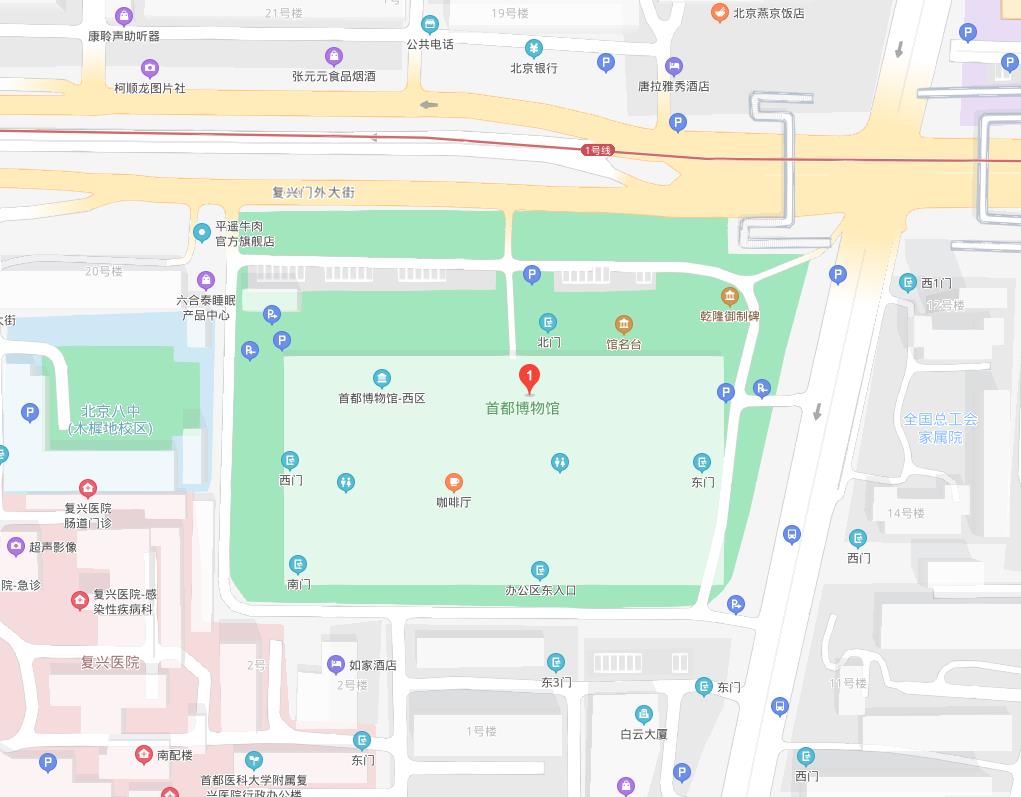 21号楼
19号楼
北京燕京饭店
康聆声助听器
公共电话
北京银行
张元元食品烟酒
柯顺龙图片社
唐拉雅秀酒店
P
P
P
P
1号线
复兴门外大街
平遥牛肉
官方旗舰店
20号楼
六合泰睡眠
产品中心
大街
P
P
西1门
乾隆御制碑
北门
馆名台
P
P
P
首都博物馆-西区
1
首都博物馆
P
P
P
北京八中
(木樨地校区)
全国总工会
家属院
西门
东门
咖啡厅
复兴医院
肠道门诊
14号楼
超声影像
西门
院-急诊
南门
办公区东入口
复兴医院-感
染性疾病科
P
复兴医院
2号
如家酒店
2号楼
东3门
东门
11号楼
1号楼
白云大厦
南配楼
东门
P
P
西门
首都医科大学附属复
兴医院行政办公楼